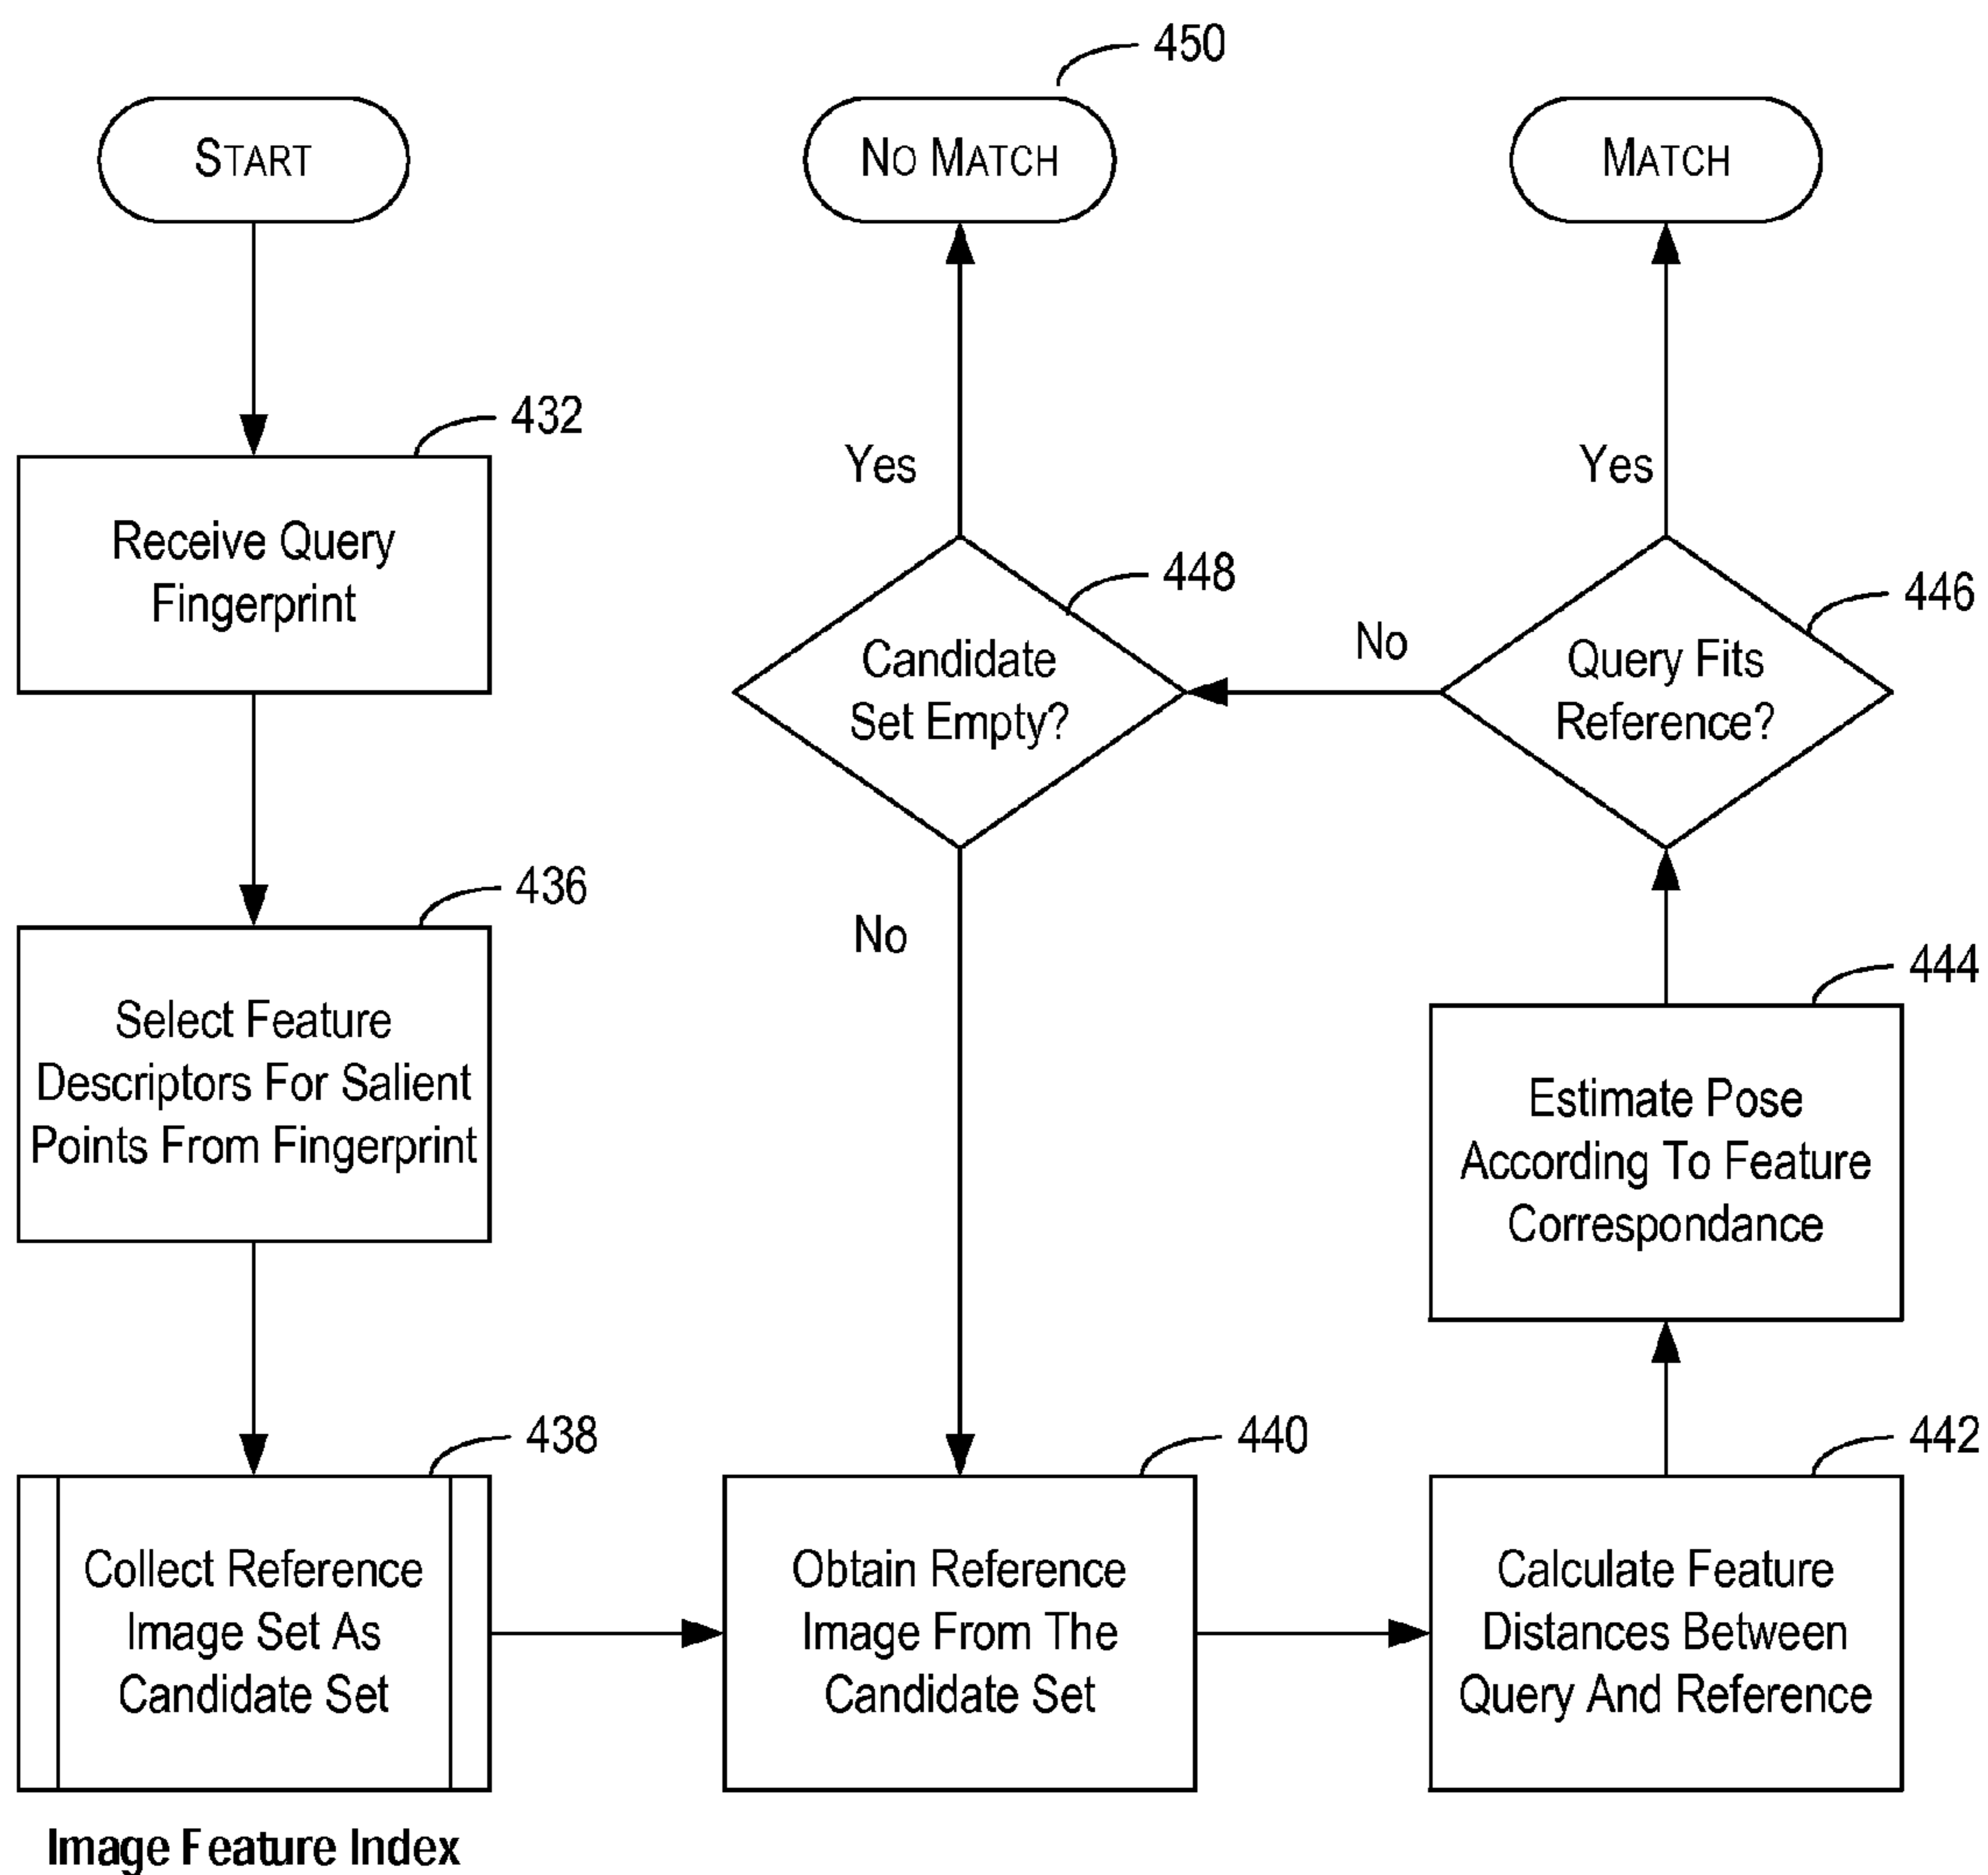 450
START
NO MATCH
MATCH
432
Receive Query
Fingerprint
Yes
Yes
448
Candidate
Set Empty?
No
446
Query Fits
Reference?
436
Select Feature
Descriptors For Salient
Points From Fingerprint
No
444
Estimate Pose
According To Feature
Correspondance
438
Collect Reference
Image Set As
Candidate Set
440
Obtain Reference
Image From The
Candidate Set
442
Calculate Feature
Distances Between
Query And Reference
Image Feature Index